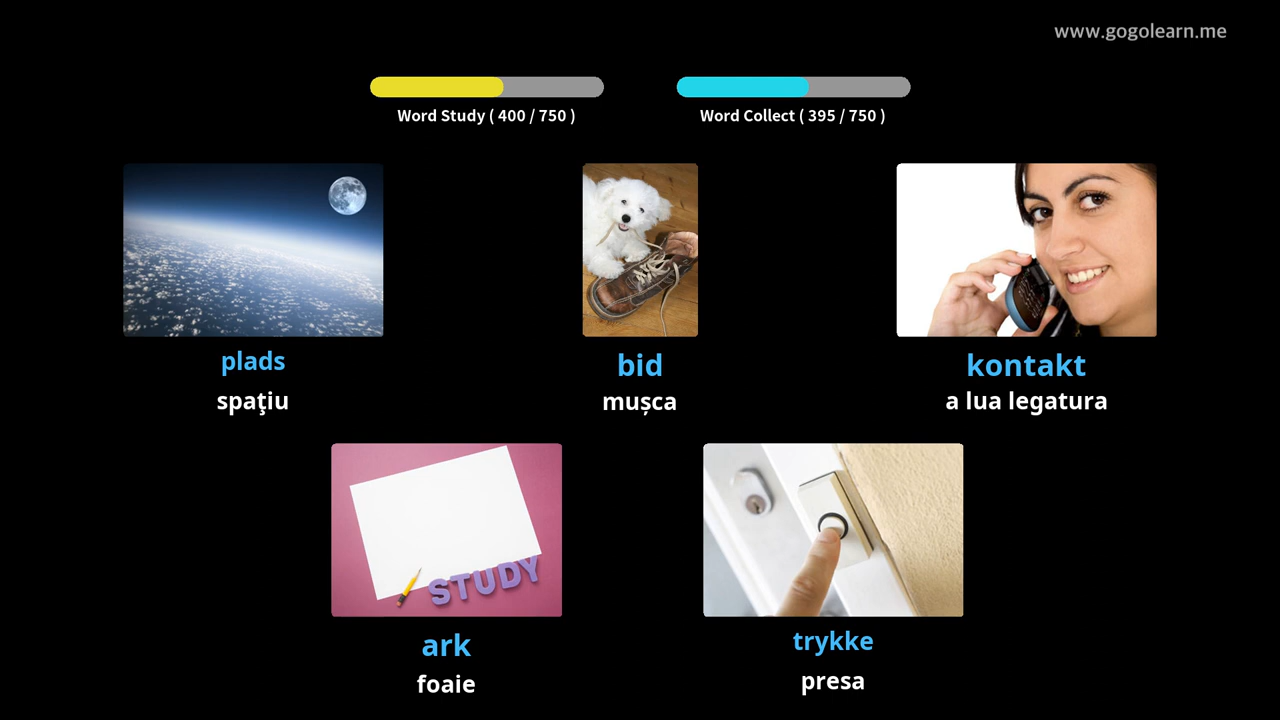 www.gogolearn.me
Word Study ( 400 / 750 )
Word Collect ( 395 / 750 )
plads
spaţiu
bid
mușca
kontakt
a lua legatura
STUDY
ark
foaie
trykke
presa